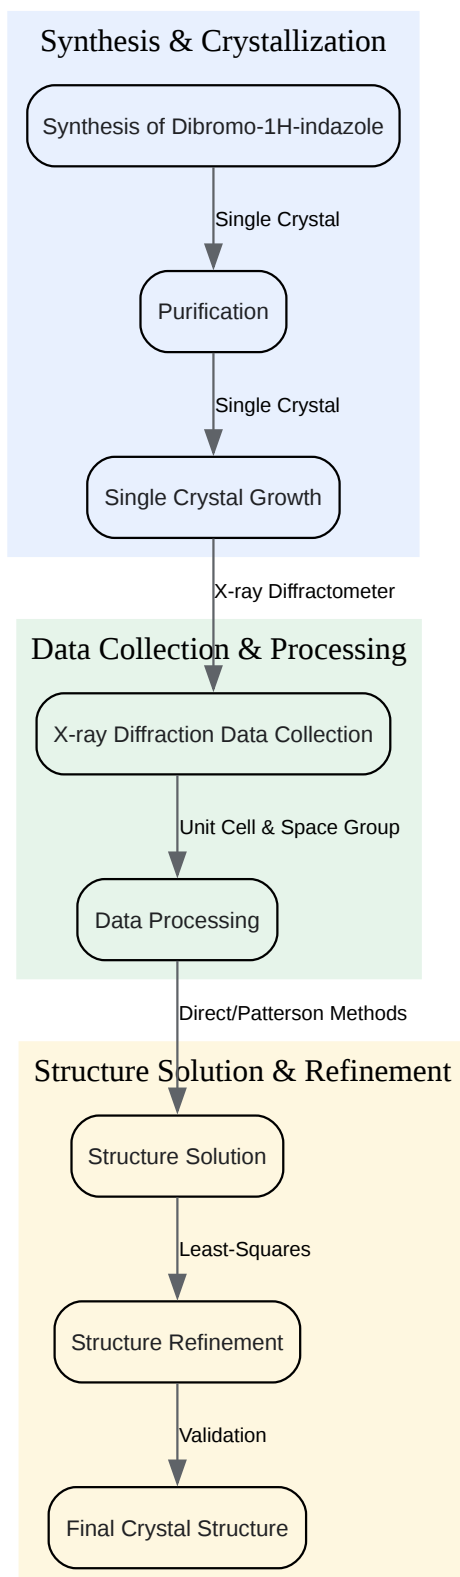 Synthesis & Crystallization
Synthesis of Dibromo-1H-indazole
Single Crystal
Purification
Single Crystal
Single Crystal Growth
X-ray Diffractometer
Data Collection & Processing
X-ray Diffraction Data Collection
Unit Cell & Space Group
Data Processing
Direct/Patterson Methods
Structure Solution & Refinement
Structure Solution
Least-Squares
Structure Refinement
Validation
Final Crystal Structure